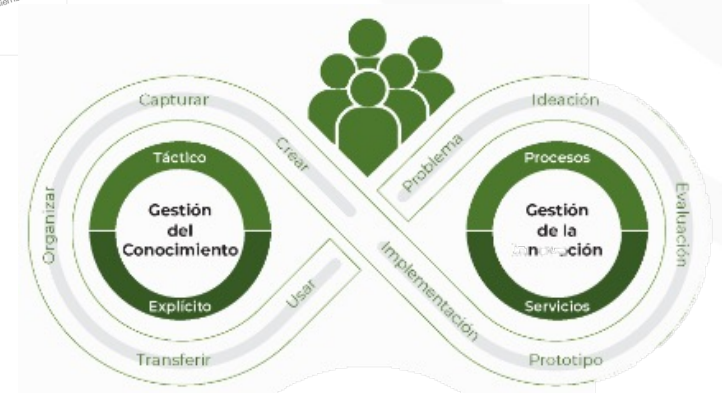 Capturar
Crear
Organizar
Táctico
Gestión
del
Conocimiento
Explícito
Usar
Transferir
Problema
Ideación
Evaluación
Procesos
Gestión
de la
Servicios
Implementación
Prototipo